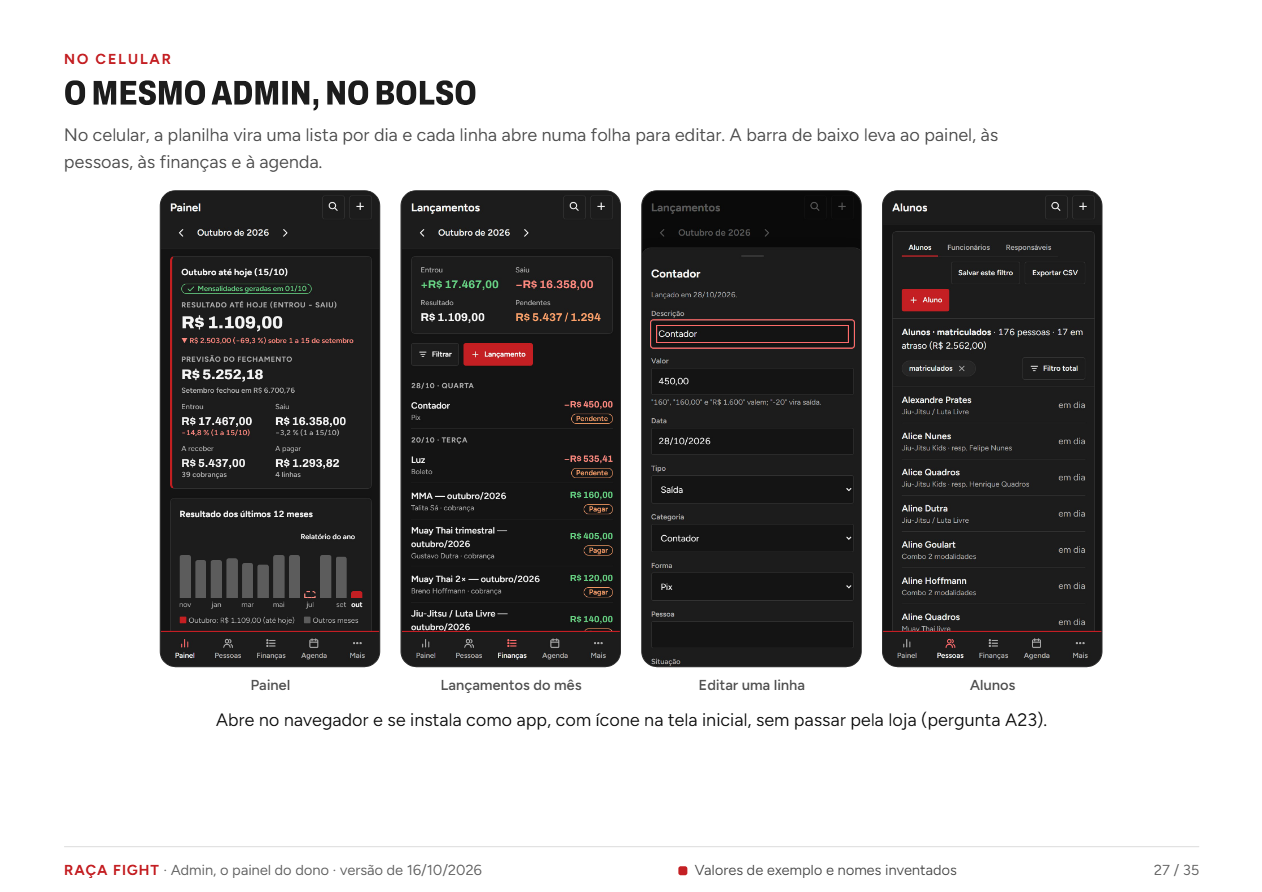 NO CELULAR
O MESMO ADMIN, NO BOLSO
No celular, a planilha vira uma lista por dia e cada linha abre numa folha para editar. A barra de baixo leva ao painel, às
pessoas, às finanças e à agenda.
Painel
Outubro de 2026
Outubro até hoje (15/10)
Mensalidades geradas em 01/10
RESULTADO ATÉ HOJE (ENTROU − SAIU)
R$ 1.109,00
▼ R$ 2.503,00 (−69,3 %) sobre 1 a 15 de setembro
PREVISÃO DO FECHAMENTO
R$ 5.252,18
Setembro fechou em R$ 6.700,76
Entrou Saiu
R$ 17.467,00 R$ 16.358,00
−14,8 % (1 a 15/10) −3,2 % (1 a 15/10)
A receber A pagar
R$ 5.437,00 R$ 1.293,82
39 cobranças 4 linhas
Resultado dos últimos 12 meses
Relatório do ano
nov jan mar mai jul set out
Outubro: R$ 1.109,00 (até hoje) Outros meses
Painel Pessoas Finanças Agenda Mais
Lançamentos
Outubro de 2026
Entrou Saiu
+R$ 17.467,00 −R$ 16.358,00
Resultado Pendentes
R$ 1.109,00 R$ 5.437 / 1.294
Filtrar + Lançamento
28/10 · QUARTA
Contador −R$ 450,00
Pix Pendente
20/10 · TERÇA
Luz −R$ 535,41
Boleto Pendente
MMA — outubro/2026 R$ 160,00
Talita Sá · cobrança Pagar
Muay Thai trimestral —
outubro/2026 R$ 405,00
Gustavo Dutra · cobrança Pagar
Muay Thai 2× — outubro/2026 R$ 120,00
Breno Hoffmann · cobrança Pagar
Jiu-Jitsu / Luta Livre — R$ 140,00
outubro/2026
Painel Pessoas Finanças Agenda Mais
Lançamentos
Outubro de 2026
Contador
Lançado em 28/10/2026.
Descrição
Contador
Valor
450,00
"160", "160,00" e "R$ 1.600" valem; "-20" vira saída.
Data
28/10/2026
Tipo
Saída
Categoria
Contador
Forma
Pix
Pessoa
Situação
Alunos
Alunos Funcionários Responsáveis
Salvar este filtro Exportar CSV
+ Aluno
Alunos · matriculados · 176 pessoas · 17 em
atraso (R$ 2.562,00)
matriculados ✕ Filtro total
Alexandre Prates em dia
Jiu-Jitsu / Luta Livre
Alice Nunes em dia
Jiu-Jitsu Kids · resp. Felipe Nunes
Alice Quadros em dia
Jiu-Jitsu Kids · resp. Henrique Quadros
Aline Dutra em dia
Jiu-Jitsu / Luta Livre
Aline Goulart em dia
Combo 2 modalidades
Aline Hoffmann em dia
Combo 2 modalidades
Aline Quadros em dia
Muay Thai livre
Painel Pessoas Finanças Agenda Mais
Painel
Lançamentos do mês
Editar uma linha
Alunos
Abre no navegador e se instala como app, com ícone na tela inicial, sem passar pela loja (pergunta A23).
RAÇA FIGHT · Admin, o painel do dono · versão de 16/10/2026
Valores de exemplo e nomes inventados
27 / 35